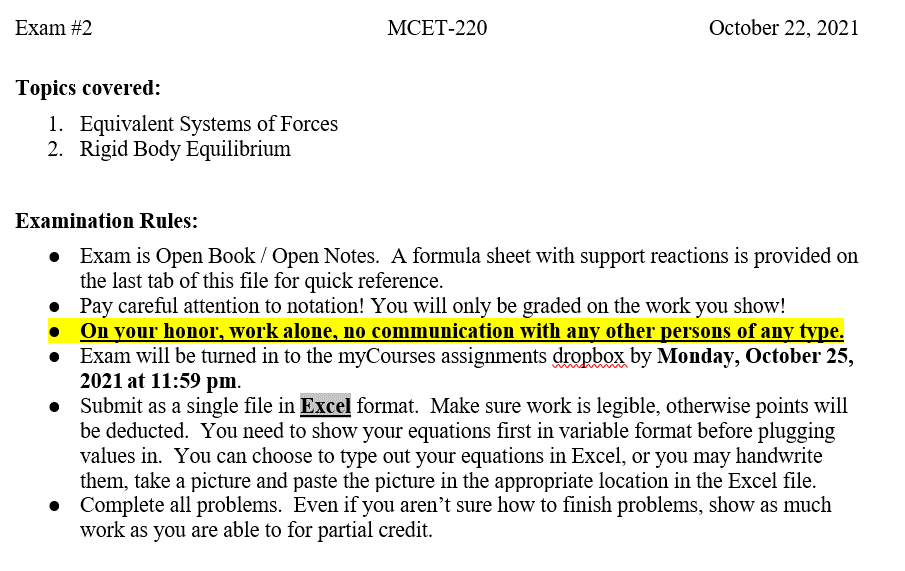 Exam #2 MCET-220 October 22, 2021
Topics covered:
1. Equivalent Systems of Forces
2. Rigid Body Equilibrium
Examination Rules:
● Exam is Open Book / Open Notes. A formula sheet with support reactions is provided on
the last tab of this file for quick reference.
● Pay careful attention to notation! You will only be graded on the work you show!
● On your honor, work alone, no communication with any other persons of any type.
● Exam will be turned in to the myCourses assignments dropbox by Monday, October 25,
2021 at 11:59 pm.
● Submit as a single file in Excel format. Make sure work is legible, otherwise points will
be deducted. You need to show your equations first in variable format before plugging
values in. You can choose to type out your equations in Excel, or you may handwrite
them, take a picture and paste the picture in the appropriate location in the Excel file.
● Complete all problems. Even if you aren’t sure how to finish problems, show as much
work as you are able to for partial credit.